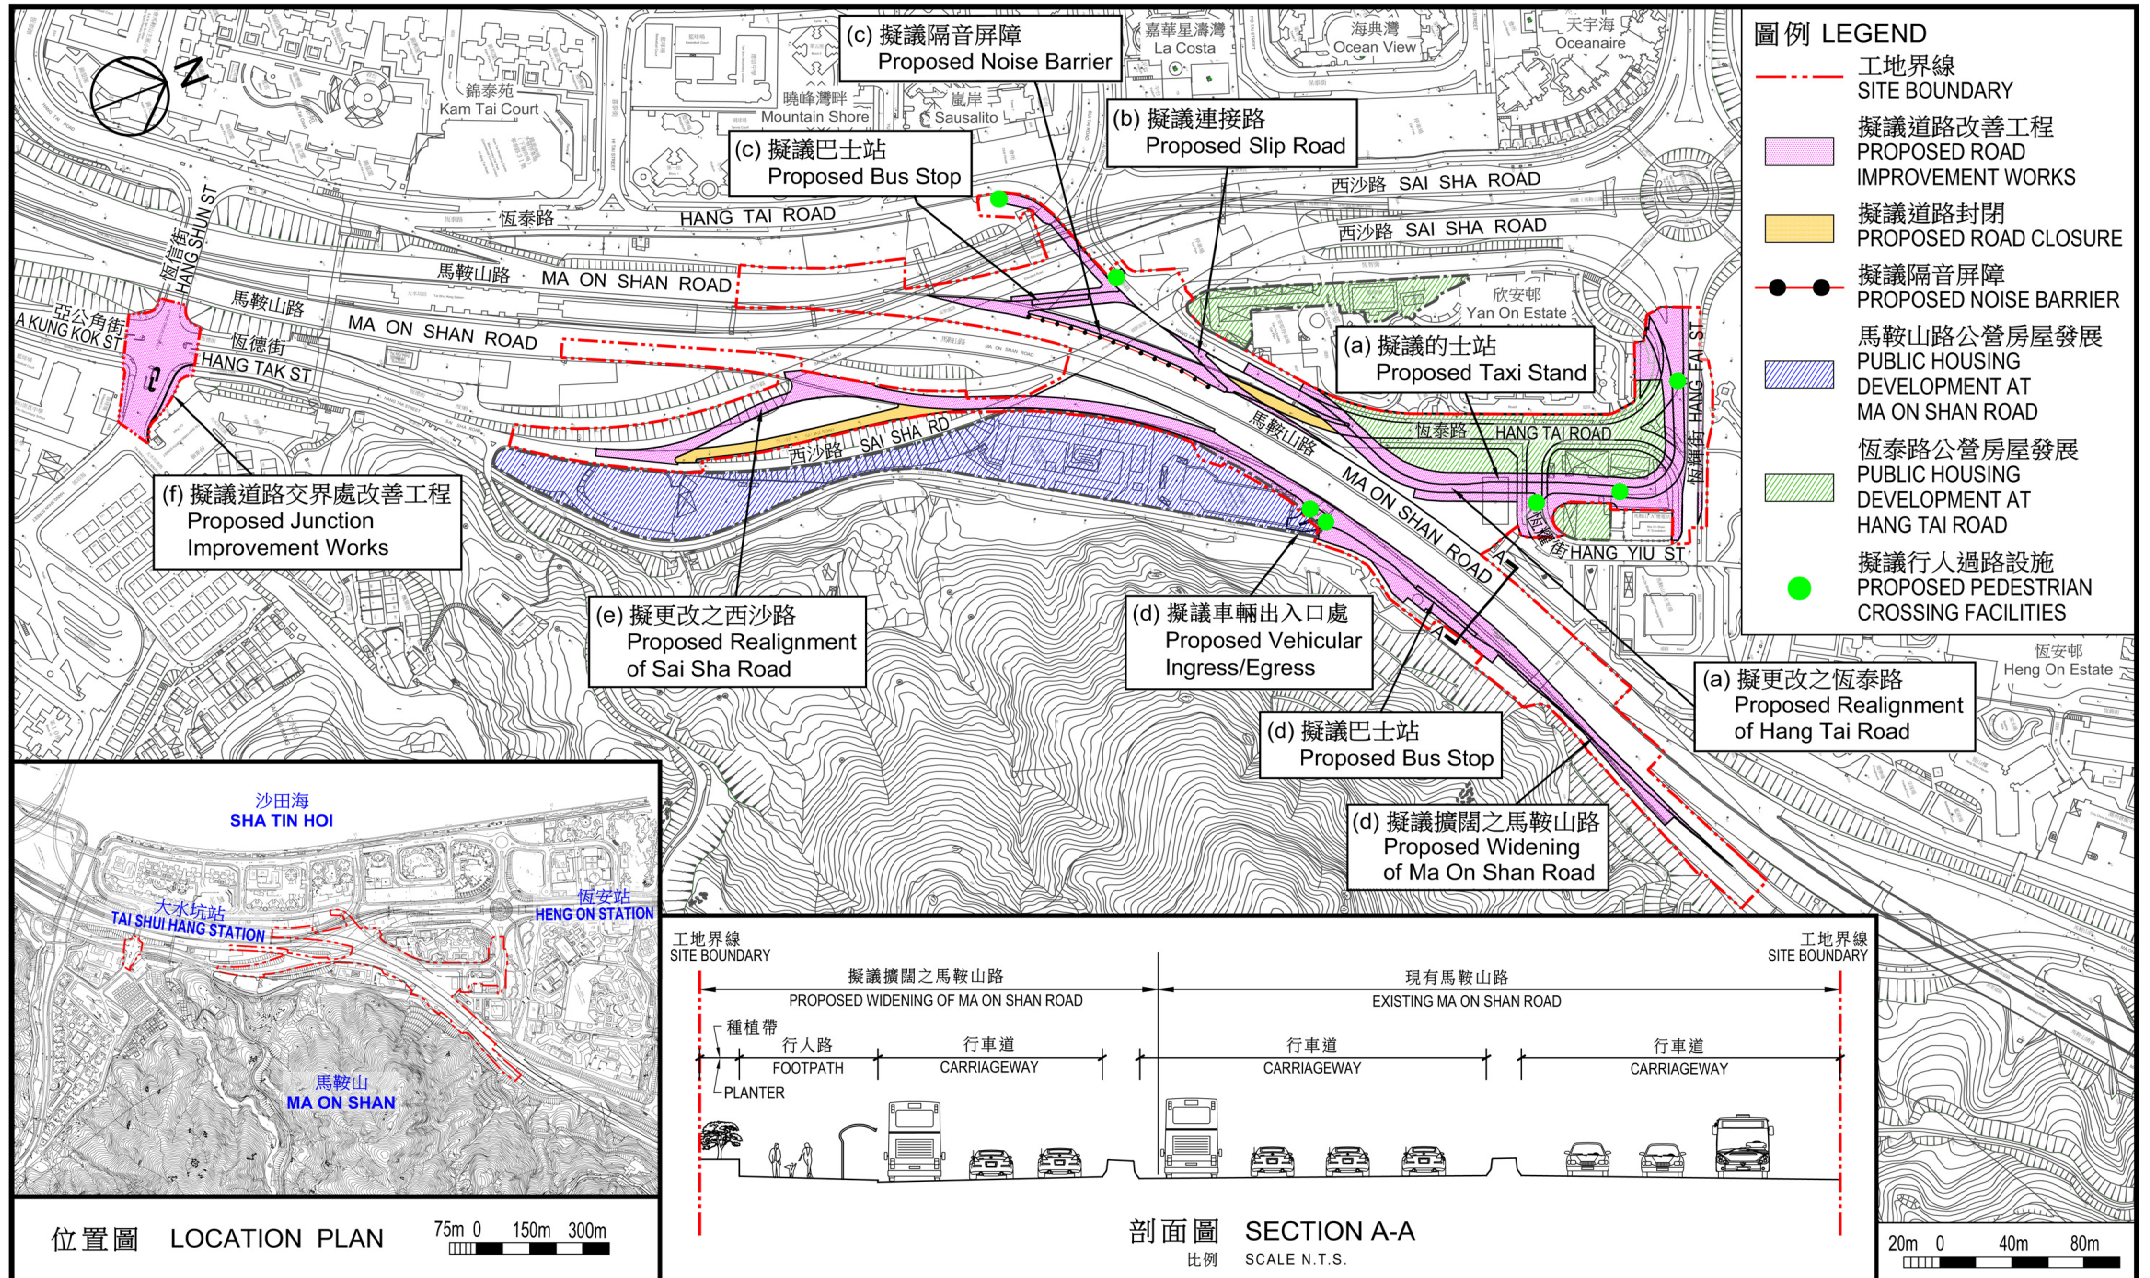 (c) 擬議隔音屏障
Proposed Noise Barrier
嘉華星濤灣
La Costa
海典灣
Ocean View
天宇海
Oceanaire
圖例 LEGEND
工地界線
SITE BOUNDARY
擬議道路改善工程
PROPOSED ROAD
IMPROVEMENT WORKS
擬議道路封閉
PROPOSED ROAD CLOSURE
擬議隔音屏障
PROPOSED NOISE BARRIER
馬鞍山路公營房屋發展
PUBLIC HOUSING
DEVELOPMENT AT
MA ON SHAN ROAD
恆泰路公營房屋發展
PUBLIC HOUSING
DEVELOPMENT AT
HANG TAI ROAD
擬議行人過路設施
PROPOSED PEDESTRIAN
CROSSING FACILITIES
N
錦泰苑
Kam Tai Court
曉峰灣畔
Mountain Shore
嵐岸
Sausalito
(b) 擬議連接路
Proposed Slip Road
(c) 擬議巴士站
Proposed Bus Stop
西沙路 SAI SHA ROAD
西沙路 SAI SHA ROAD
恆泰路 HANG TAI ROAD
恆信街
HANG SHUN ST
馬鞍山路 MA ON SHAN ROAD
馬鞍山路 MA ON SHAN ROAD
亞公角街
A KUNG KOK ST
恆德街
HANG TAK ST
欣安邨
Yan On Estate
(a) 擬議的士站
Proposed Taxi Stand
恆輝街 HANG FAI ST
恆泰路 HANG TAI ROAD
西沙路 SAI SHA RD
馬鞍山路 MA ON SHAN ROAD
恆耀街 HANG YIU ST
A
A
(f) 擬議道路交界處改善工程
Proposed Junction
Improvement Works
(e) 擬更改之西沙路
Proposed Realignment
of Sai Sha Road
(d) 擬議車輛出入口處
Proposed Vehicular
Ingress/Egress
恆安邨
Heng On Estate
(a) 擬更改之恆泰路
Proposed Realignment
of Hang Tai Road
(d) 擬議巴士站
Proposed Bus Stop
(d) 擬議擴闊之馬鞍山路
Proposed Widening
of Ma On Shan Road
沙田海
SHA TIN HOI
大水坑站
TAI SHUI HANG STATION
恆安站
HENG ON STATION
馬鞍山
MA ON SHAN
位置圖 LOCATION PLAN
75m 0 150m 300m
工地界線
SITE BOUNDARY
工地界線
SITE BOUNDARY
擬議擴闊之馬鞍山路
PROPOSED WIDENING OF MA ON SHAN ROAD
現有馬鞍山路
EXISTING MA ON SHAN ROAD
種植帶
PLANTER
行人路
FOOTPATH
行車道
CARRIAGEWAY
行車道
CARRIAGEWAY
行車道
CARRIAGEWAY
剖面圖 SECTION A-A
比例 SCALE N.T.S.
20m 0 40m 80m